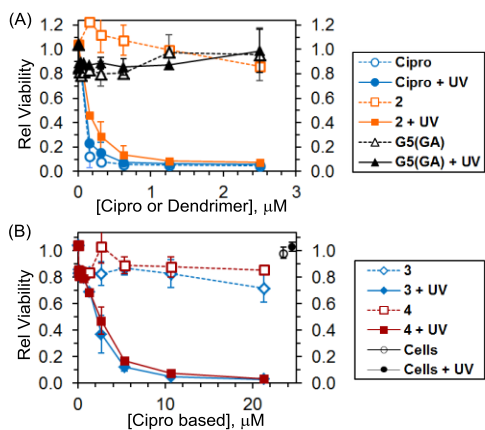 (A)
1.2 1.2
1.0 1.0
0.8 0.8
0.6 0.6
0.4 0.4
0.2 0.2
0.0 0.0
Rel Viability
0 1 2 3
[Cipro or Dendrimer], μM
Cipro
Cipro + UV
2
2 + UV
G5(GA)
G5(GA) + UV
(B)
1.0 1.0
0.8 0.8
0.6 0.6
0.4 0.4
0.2 0.2
0.0 0.0
Rel Viability
0 10 20
[Cipro based], μM
3
3 + UV
4
4 + UV
Cells
Cells + UV